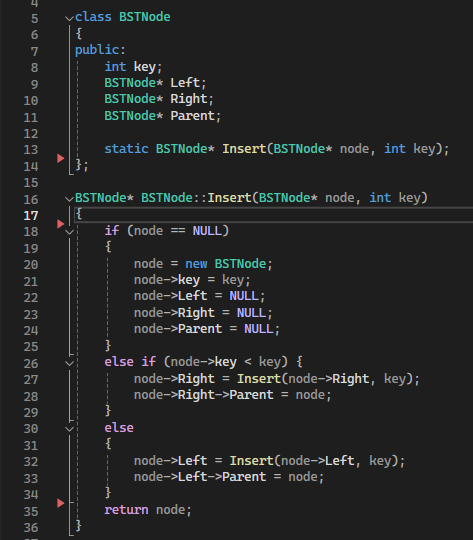 4
5 class BSTNode
6 {
7 public:
8 int key;
9 BSTNode* Left;
10 BSTNode* Right;
11 BSTNode* Parent;
12
13 static BSTNode* Insert(BSTNode* node, int key);
14 };
15
16 BSTNode* BSTNode::Insert(BSTNode* node, int key)
17 {
18 if (node == NULL)
19 {
20 node = new BSTNode;
21 node->key = key;
22 node->Left = NULL;
23 node->Right = NULL;
24 node->Parent = NULL;
25 }
26 else if (node->key < key) {
27 node->Right = Insert(node->Right, key);
28 node->Right->Parent = node;
29 }
30 else
31 {
32 node->Left = Insert(node->Left, key);
33 node->Left->Parent = node;
34 }
35 return node;
36 }